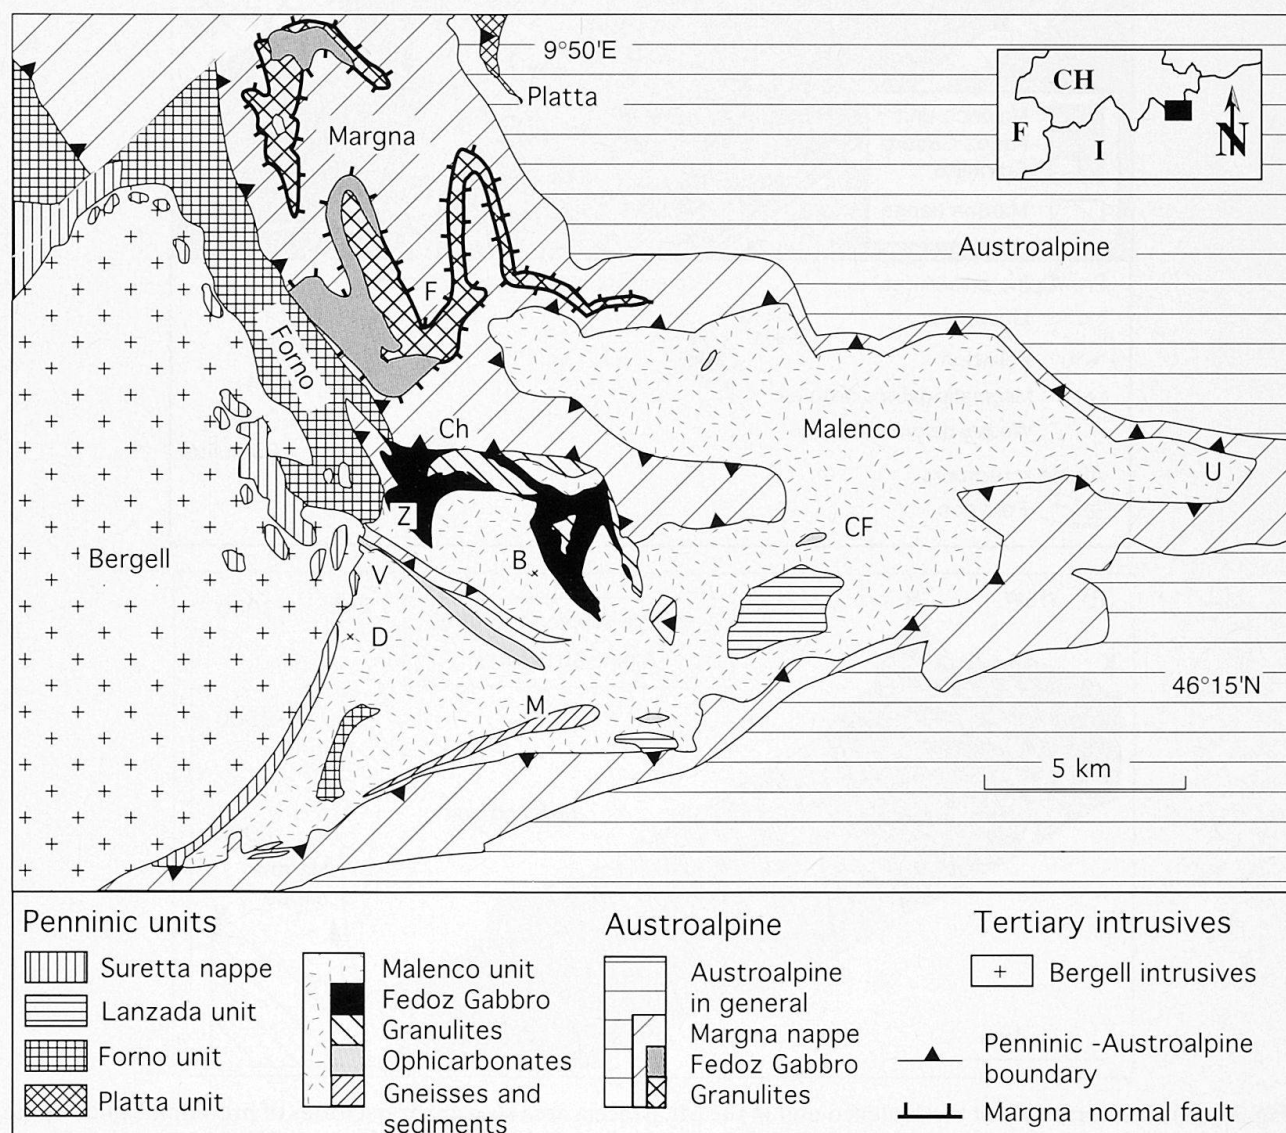 9°50'E
Platta
Margna
CH
F
I
N
Austroalpine
F
Forno
Ch
Malenco
U
Z
CF
Bergell
V
B
D
46°15'N
M
5 km
Penninic units
Suretta nappe
Lanzada unit
Forno unit
Platta unit
Malenco unit
Fedoz Gabbro
Granulites
Ophicarbonates
Gneisses and
sediments
Austroalpine
Austroalpine
in general
Margna nappe
Fedoz Gabbro
Granulites
Tertiary intrusives
+ Bergell intrusives
Penninic -Austroalpine
boundary
Margna normal fault